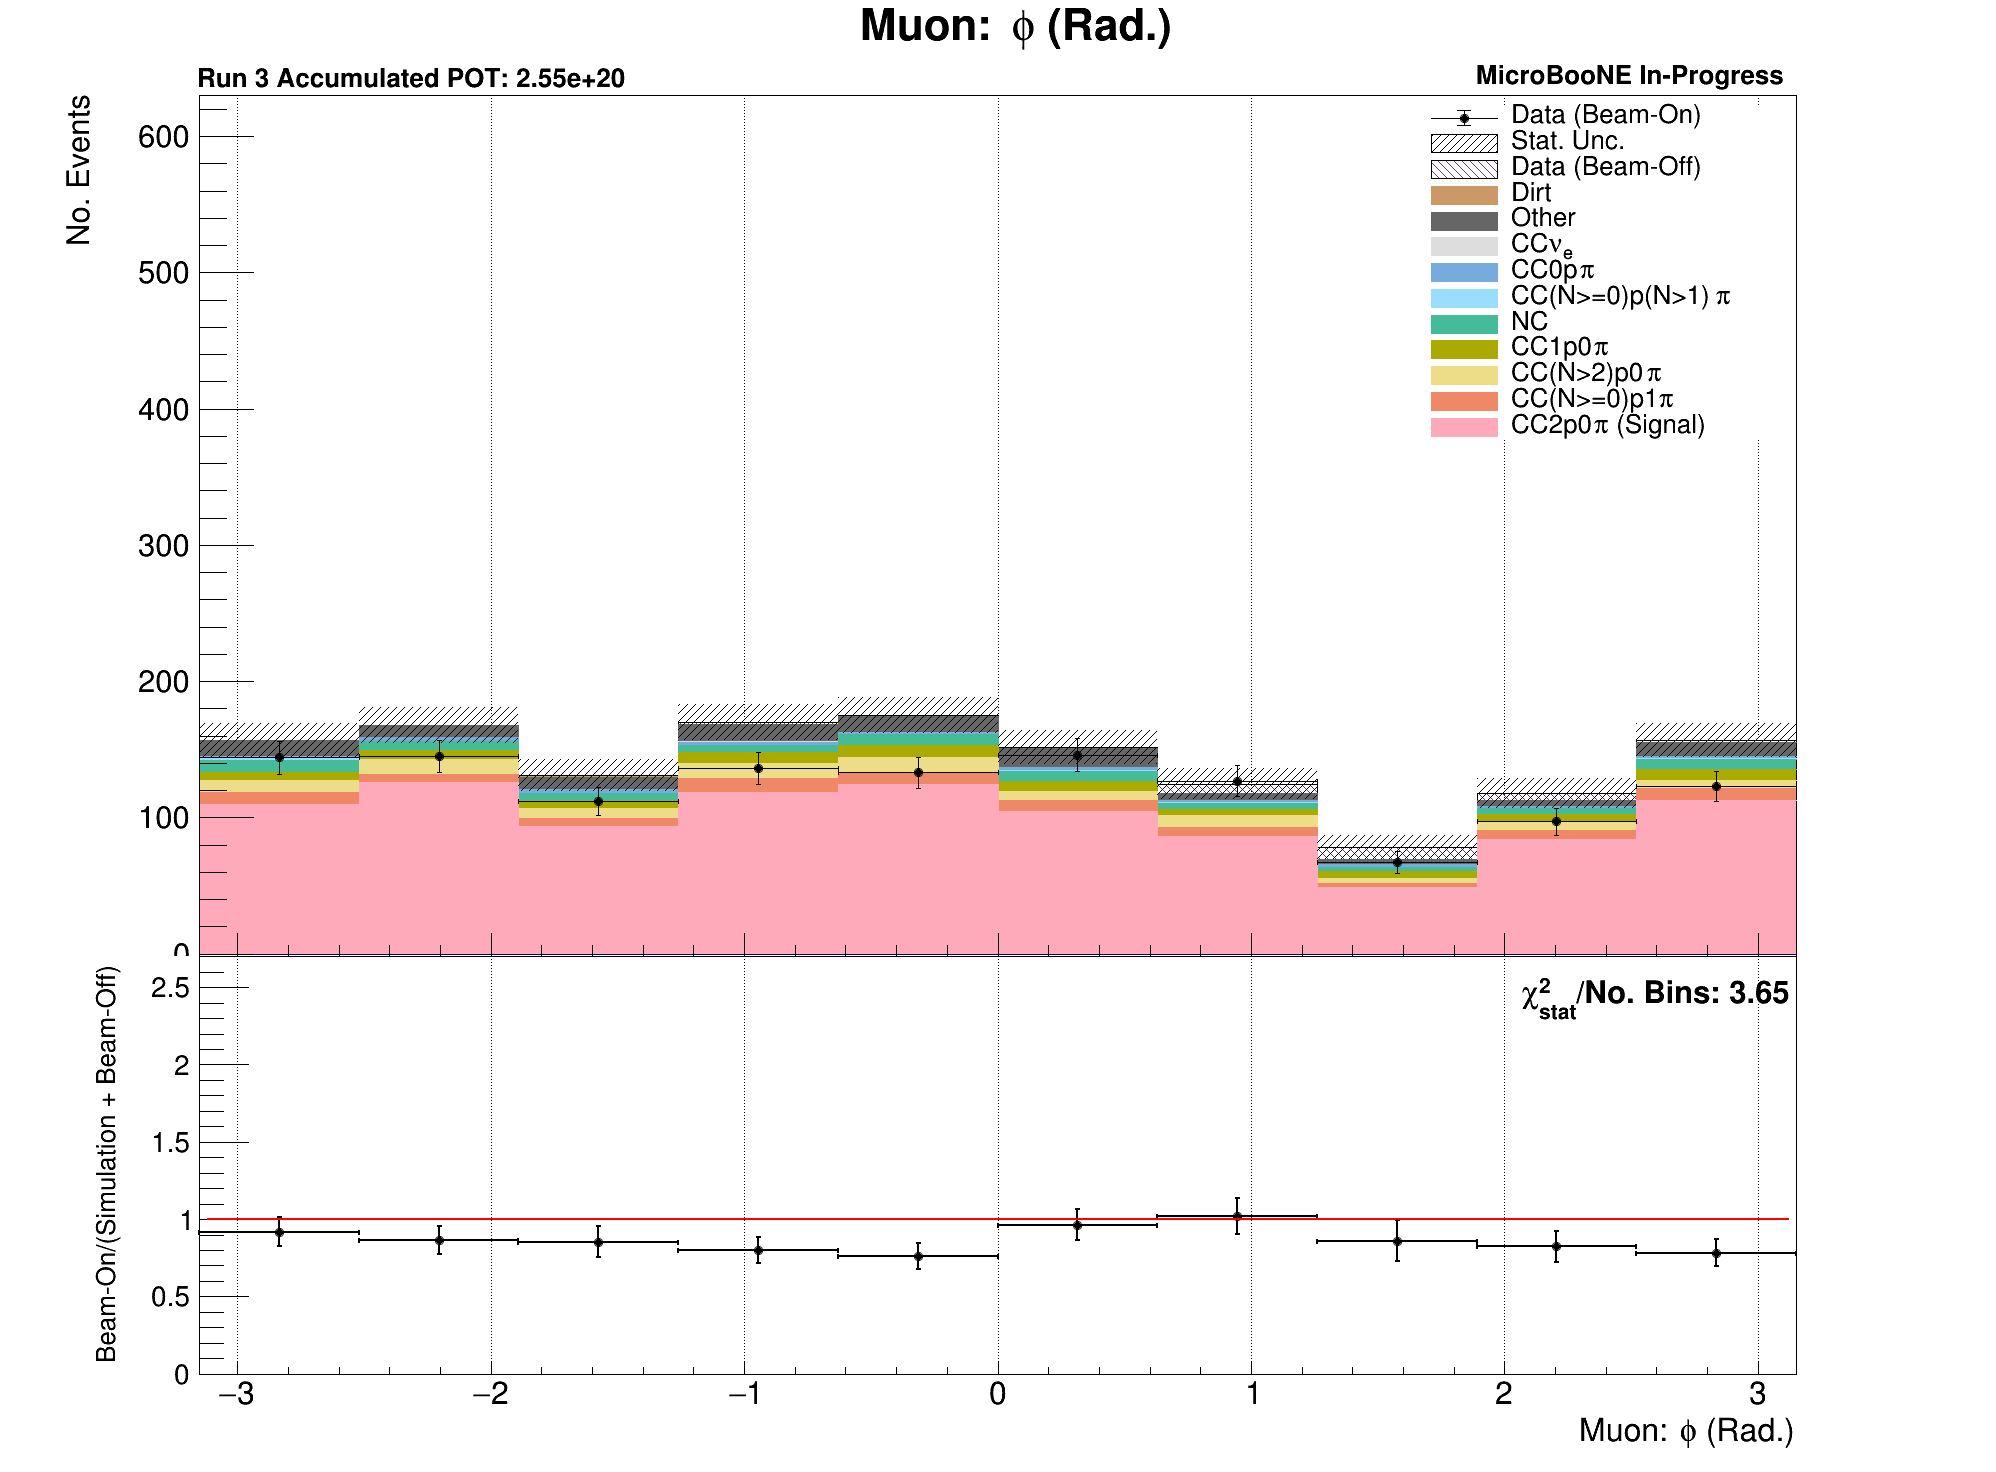 Muon: ϕ (Rad.)
Run 3 Accumulated POT: 2.55e+20
MicroBooNE In-Progress
No. Events
600
500
400
300
200
100
0
Data (Beam-On)
Stat. Unc.
Data (Beam-Off)
Dirt
Other
CCνe
CC0pπ
CC(N>=0)p(N>1) π
NC
CC1p0π
CC(N>2)p0π
CC(N>=0)p1π
CC2p0π (Signal)
Beam-On/(Simulation + Beam-Off)
2.5
2
1.5
1
0.5
0
χ²stat/No. Bins: 3.65
−3 −2 −1 0 1 2 3
Muon: ϕ (Rad.)